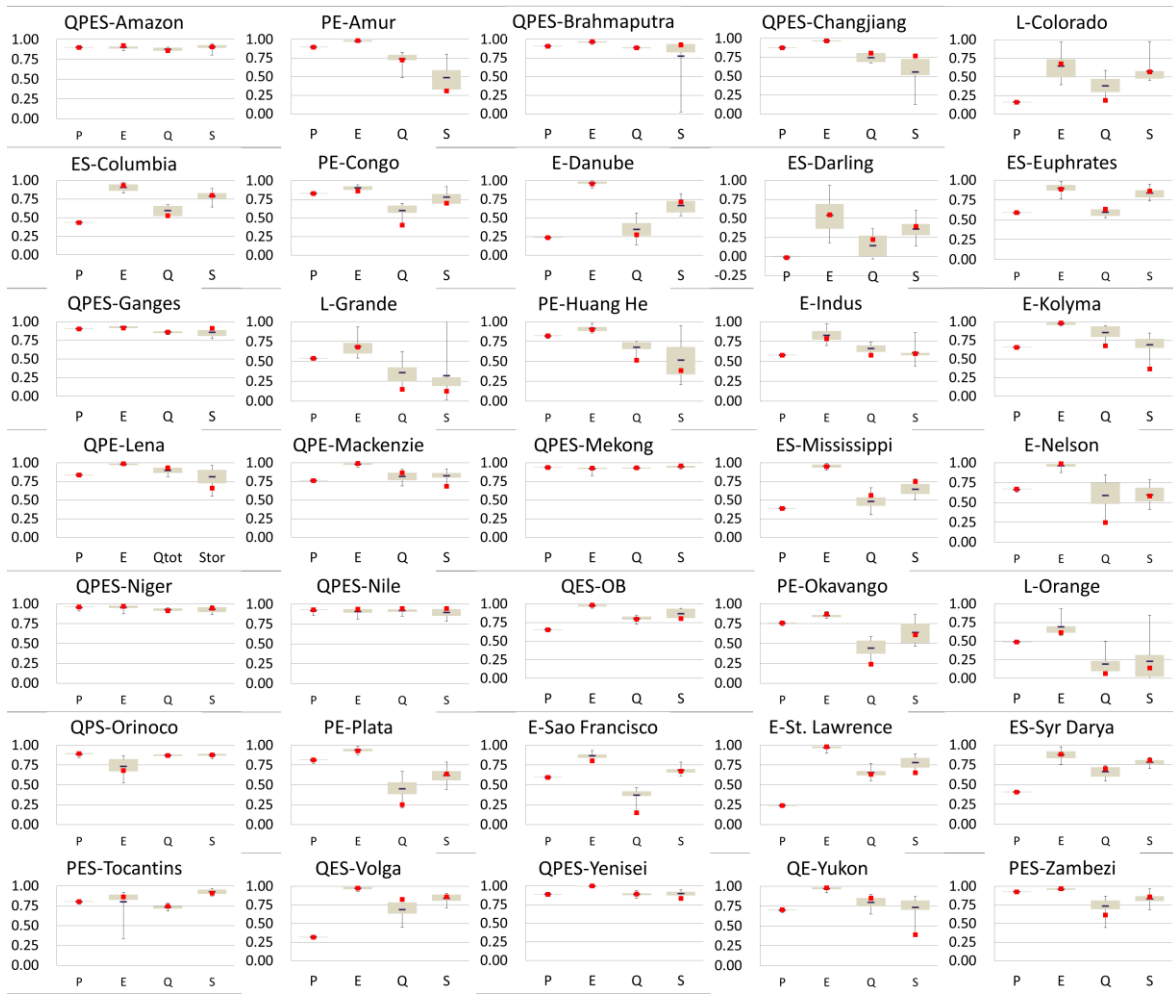 QPES-Amazon PE-Amur QPES-Brahmaputra QPES-Changjiang L-Colorado
1.00 1.00 1.00 1.00 1.00
0.75 0.75 0.75 0.75 0.75
0.50 0.50 0.50 0.50 0.50
0.25 0.25 0.25 0.25 0.25
0.00 0.00 0.00 0.00 0.00
P E Q S P E Q S P E Q S P E Q S P E Q S
ES-Columbia PE-Congo E-Danube ES-Darling ES-Euphrates
1.00 1.00 1.00 1.00 1.00
0.75 0.75 0.75 0.75 0.75
0.50 0.50 0.50 0.50 0.50
0.25 0.25 0.25 0.25 0.25
0.00 0.00 0.00 0.00 0.00
-0.25
P E Q S P E Q S P E Q S P E Q S P E Q S
QPES-Ganges L-Grande PE-Huang He E-Indus E-Kolyma
1.00 1.00 1.00 1.00 1.00
0.75 0.75 0.75 0.75 0.75
0.50 0.50 0.50 0.50 0.50
0.25 0.25 0.25 0.25 0.25
0.00 0.00 0.00 0.00 0.00
P E Q S P E Q S P E Q S P E Q S P E Q S
QPE-Lena QPE-Mackenzie QPES-Mekong ES-Mississippi E-Nelson
1.00 1.00 1.00 1.00 1.00
0.75 0.75 0.75 0.75 0.75
0.50 0.50 0.50 0.50 0.50
0.25 0.25 0.25 0.25 0.25
0.00 0.00 0.00 0.00 0.00
P E Qtot Stor P E Q S P E Q S P E Q S P E Q S
QPES-Niger QPES-Nile QES-OB PE-Okavango L-Orange
1.00 1.00 1.00 1.00 1.00
0.75 0.75 0.75 0.75 0.75
0.50 0.50 0.50 0.50 0.50
0.25 0.25 0.25 0.25 0.25
0.00 0.00 0.00 0.00 0.00
P E Q S P E Q S P E Q S P E Q S P E Q S
QPS-Orinoco PE-Plata E-Sao Francisco E-St. Lawrence ES-Syr Darya
1.00 1.00 1.00 1.00 1.00
0.75 0.75 0.75 0.75 0.75
0.50 0.50 0.50 0.50 0.50
0.25 0.25 0.25 0.25 0.25
0.00 0.00 0.00 0.00 0.00
P E Q S P E Q S P E Q S P E Q S P E Q S
PES-Tocantins QES-Volga QPES-Yenisei QE-Yukon PES-Zambezi
1.00 1.00 1.00 1.00 1.00
0.75 0.75 0.75 0.75 0.75
0.50 0.50 0.50 0.50 0.50
0.25 0.25 0.25 0.25 0.25
0.00 0.00 0.00 0.00 0.00
P E Q S P E Q S P E Q S P E Q S P E Q S